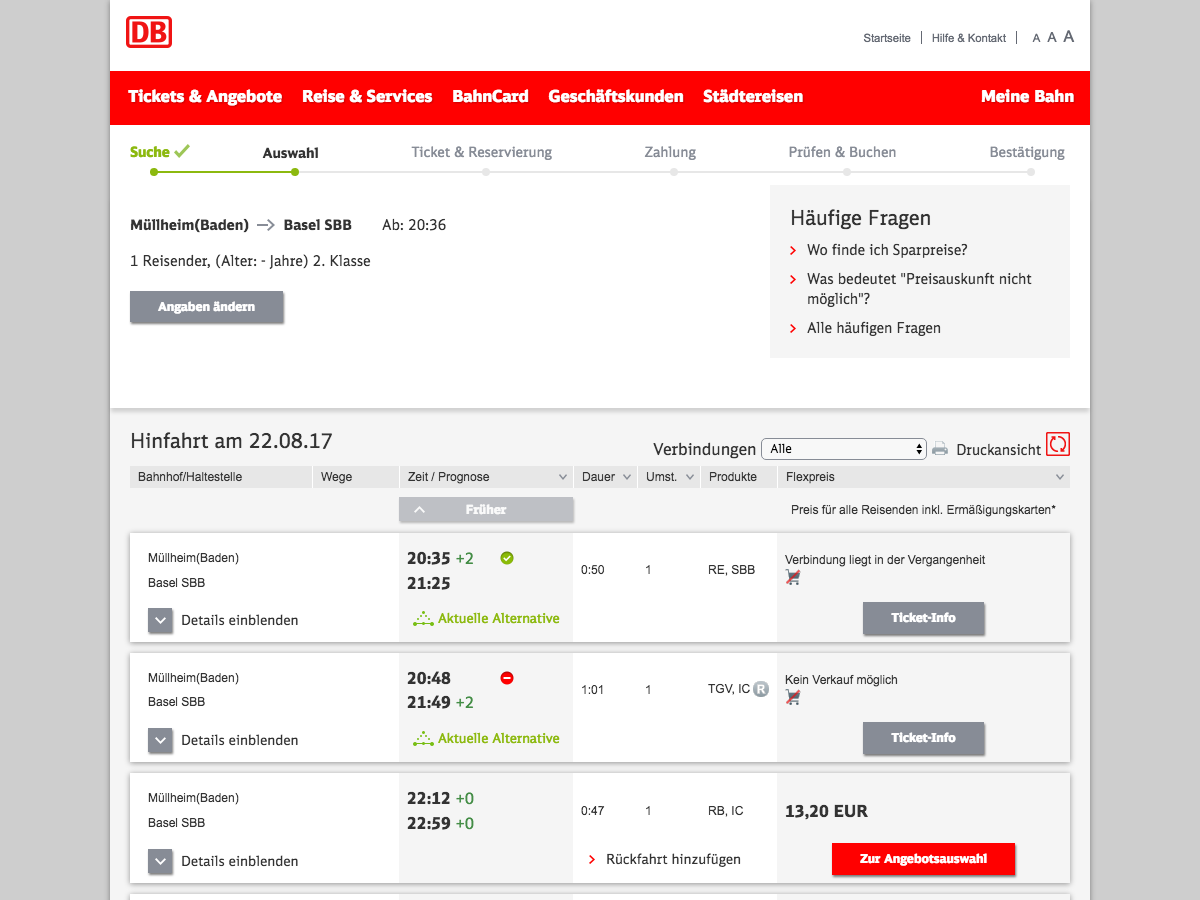 DB
Startseite | Hilfe & Kontakt | A A A
Tickets & Angebote Reise & Services BahnCard Geschäftskunden Städtereisen Meine Bahn
Suche Auswahl Ticket & Reservierung Zahlung Prüfen & Buchen Bestätigung
Müllheim(Baden) Basel SBB Ab: 20:36
1 Reisender, (Alter: - Jahre) 2. Klasse
Angaben ändern
Häufige Fragen
Wo finde ich Sparpreise?
Was bedeutet "Preisauskunft nicht
möglich"?
Alle häufigen Fragen
Hinfahrt am 22.08.17
Verbindungen Alle Druckansicht
Bahnhof/Haltestelle Wege Zeit / Prognose Dauer Umst. Produkte Flexpreis
Früher Preis für alle Reisenden inkl. Ermäßigungskarten*
Müllheim(Baden) 20:35 +2
Basel SBB 21:25
0:50 1 RE, SBB Verbindung liegt in der Vergangenheit
Details einblenden Aktuelle Alternative Ticket-Info
Müllheim(Baden) 20:48
Basel SBB 21:49 +2
1:01 1 TGV, IC R Kein Verkauf möglich
Details einblenden Aktuelle Alternative Ticket-Info
Müllheim(Baden) 22:12 +0
Basel SBB 22:59 +0
0:47 1 RB, IC 13,20 EUR
Details einblenden Rückfahrt hinzufügen Zur Angebotsauswahl